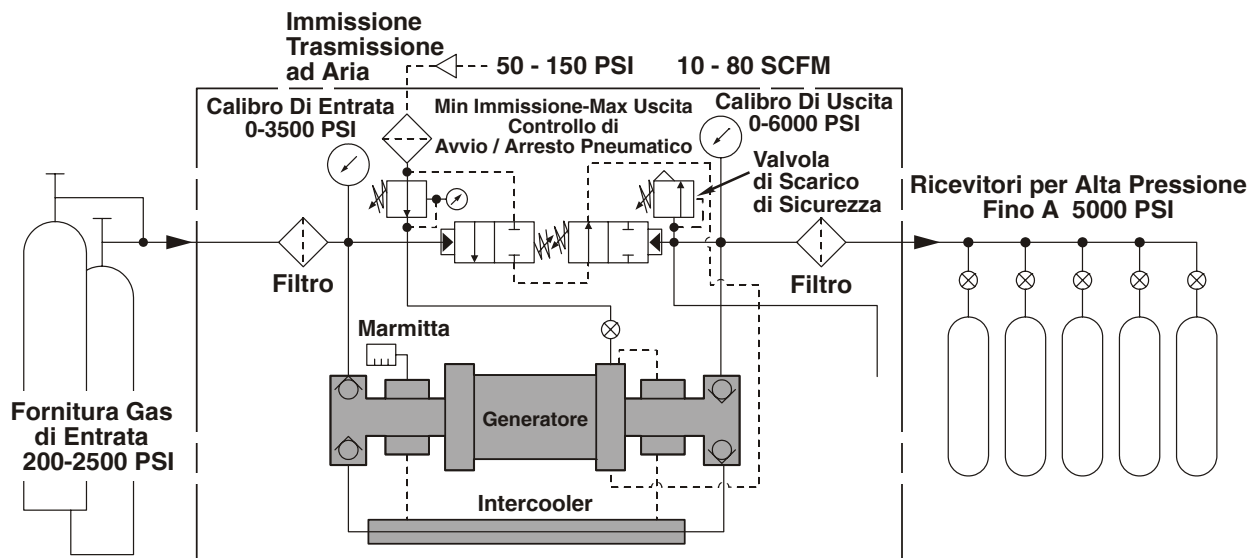 Immissione
Trasmissione
ad Aria
50 - 150 PSI
10 - 80 SCFM
Calibro Di Entrata
0-3500 PSI
Min Immissione-Max Uscita
Controllo di
Avvio / Arresto Pneumatico
Calibro Di Uscita
0-6000 PSI
Valvola
di Scarico
di Sicurezza
Ricevitori per Alta Pressione
Fino A 5000 PSI
Filtro
Filtro
Marmitta
Generatore
Fornitura Gas
di Entrata
200-2500 PSI
Intercooler